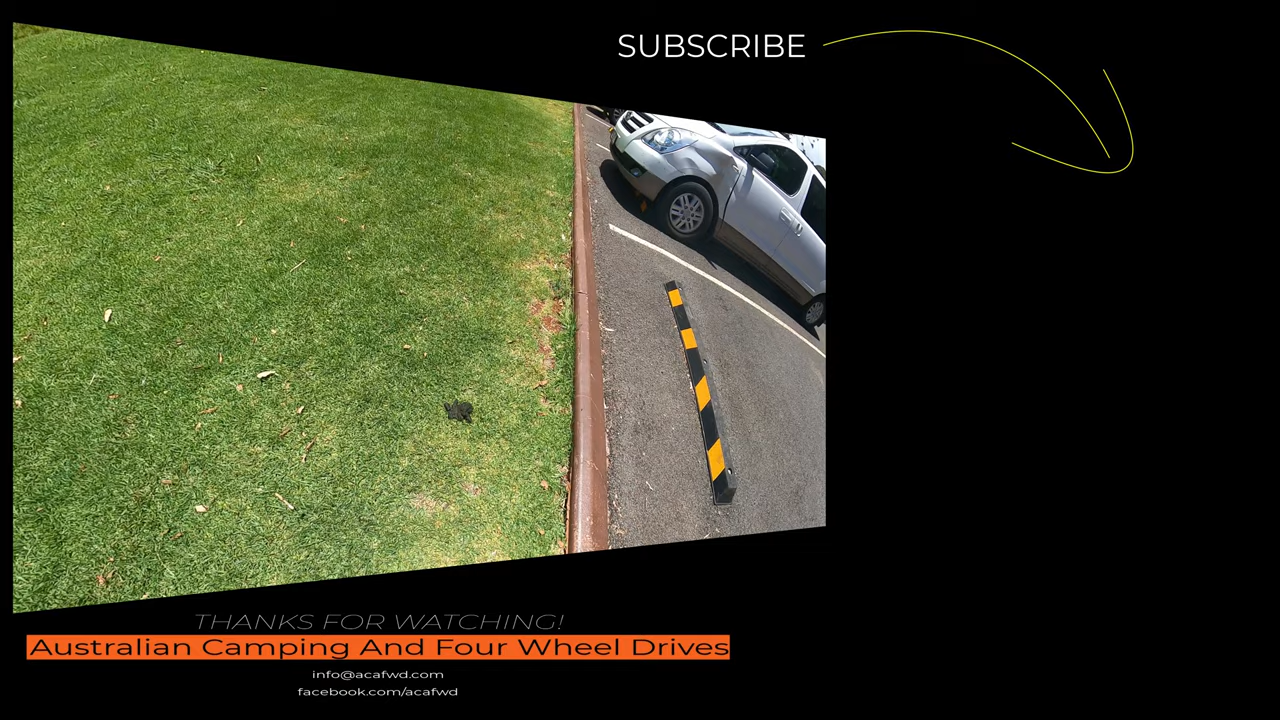 SUBSCRIBE
THANKS FOR WATCHING!
Australian Camping And Four Wheel Drives
info@acafwd.com
facebook.com/acafwd